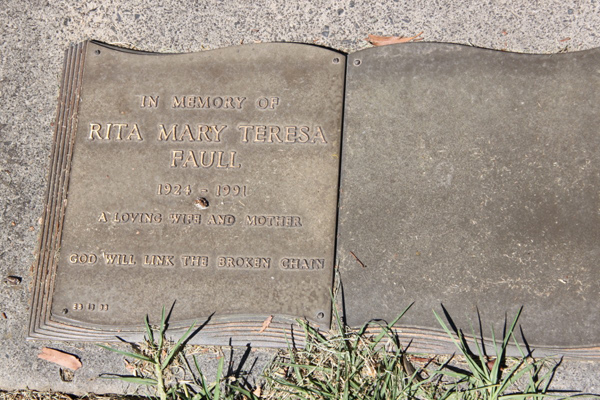 IN MEMORY OF
RITA MARY TERESA
FAULL
1924 - 1991
A LOVING WIFE AND MOTHER
GOD WILL LINK THE BROKEN CHAIN